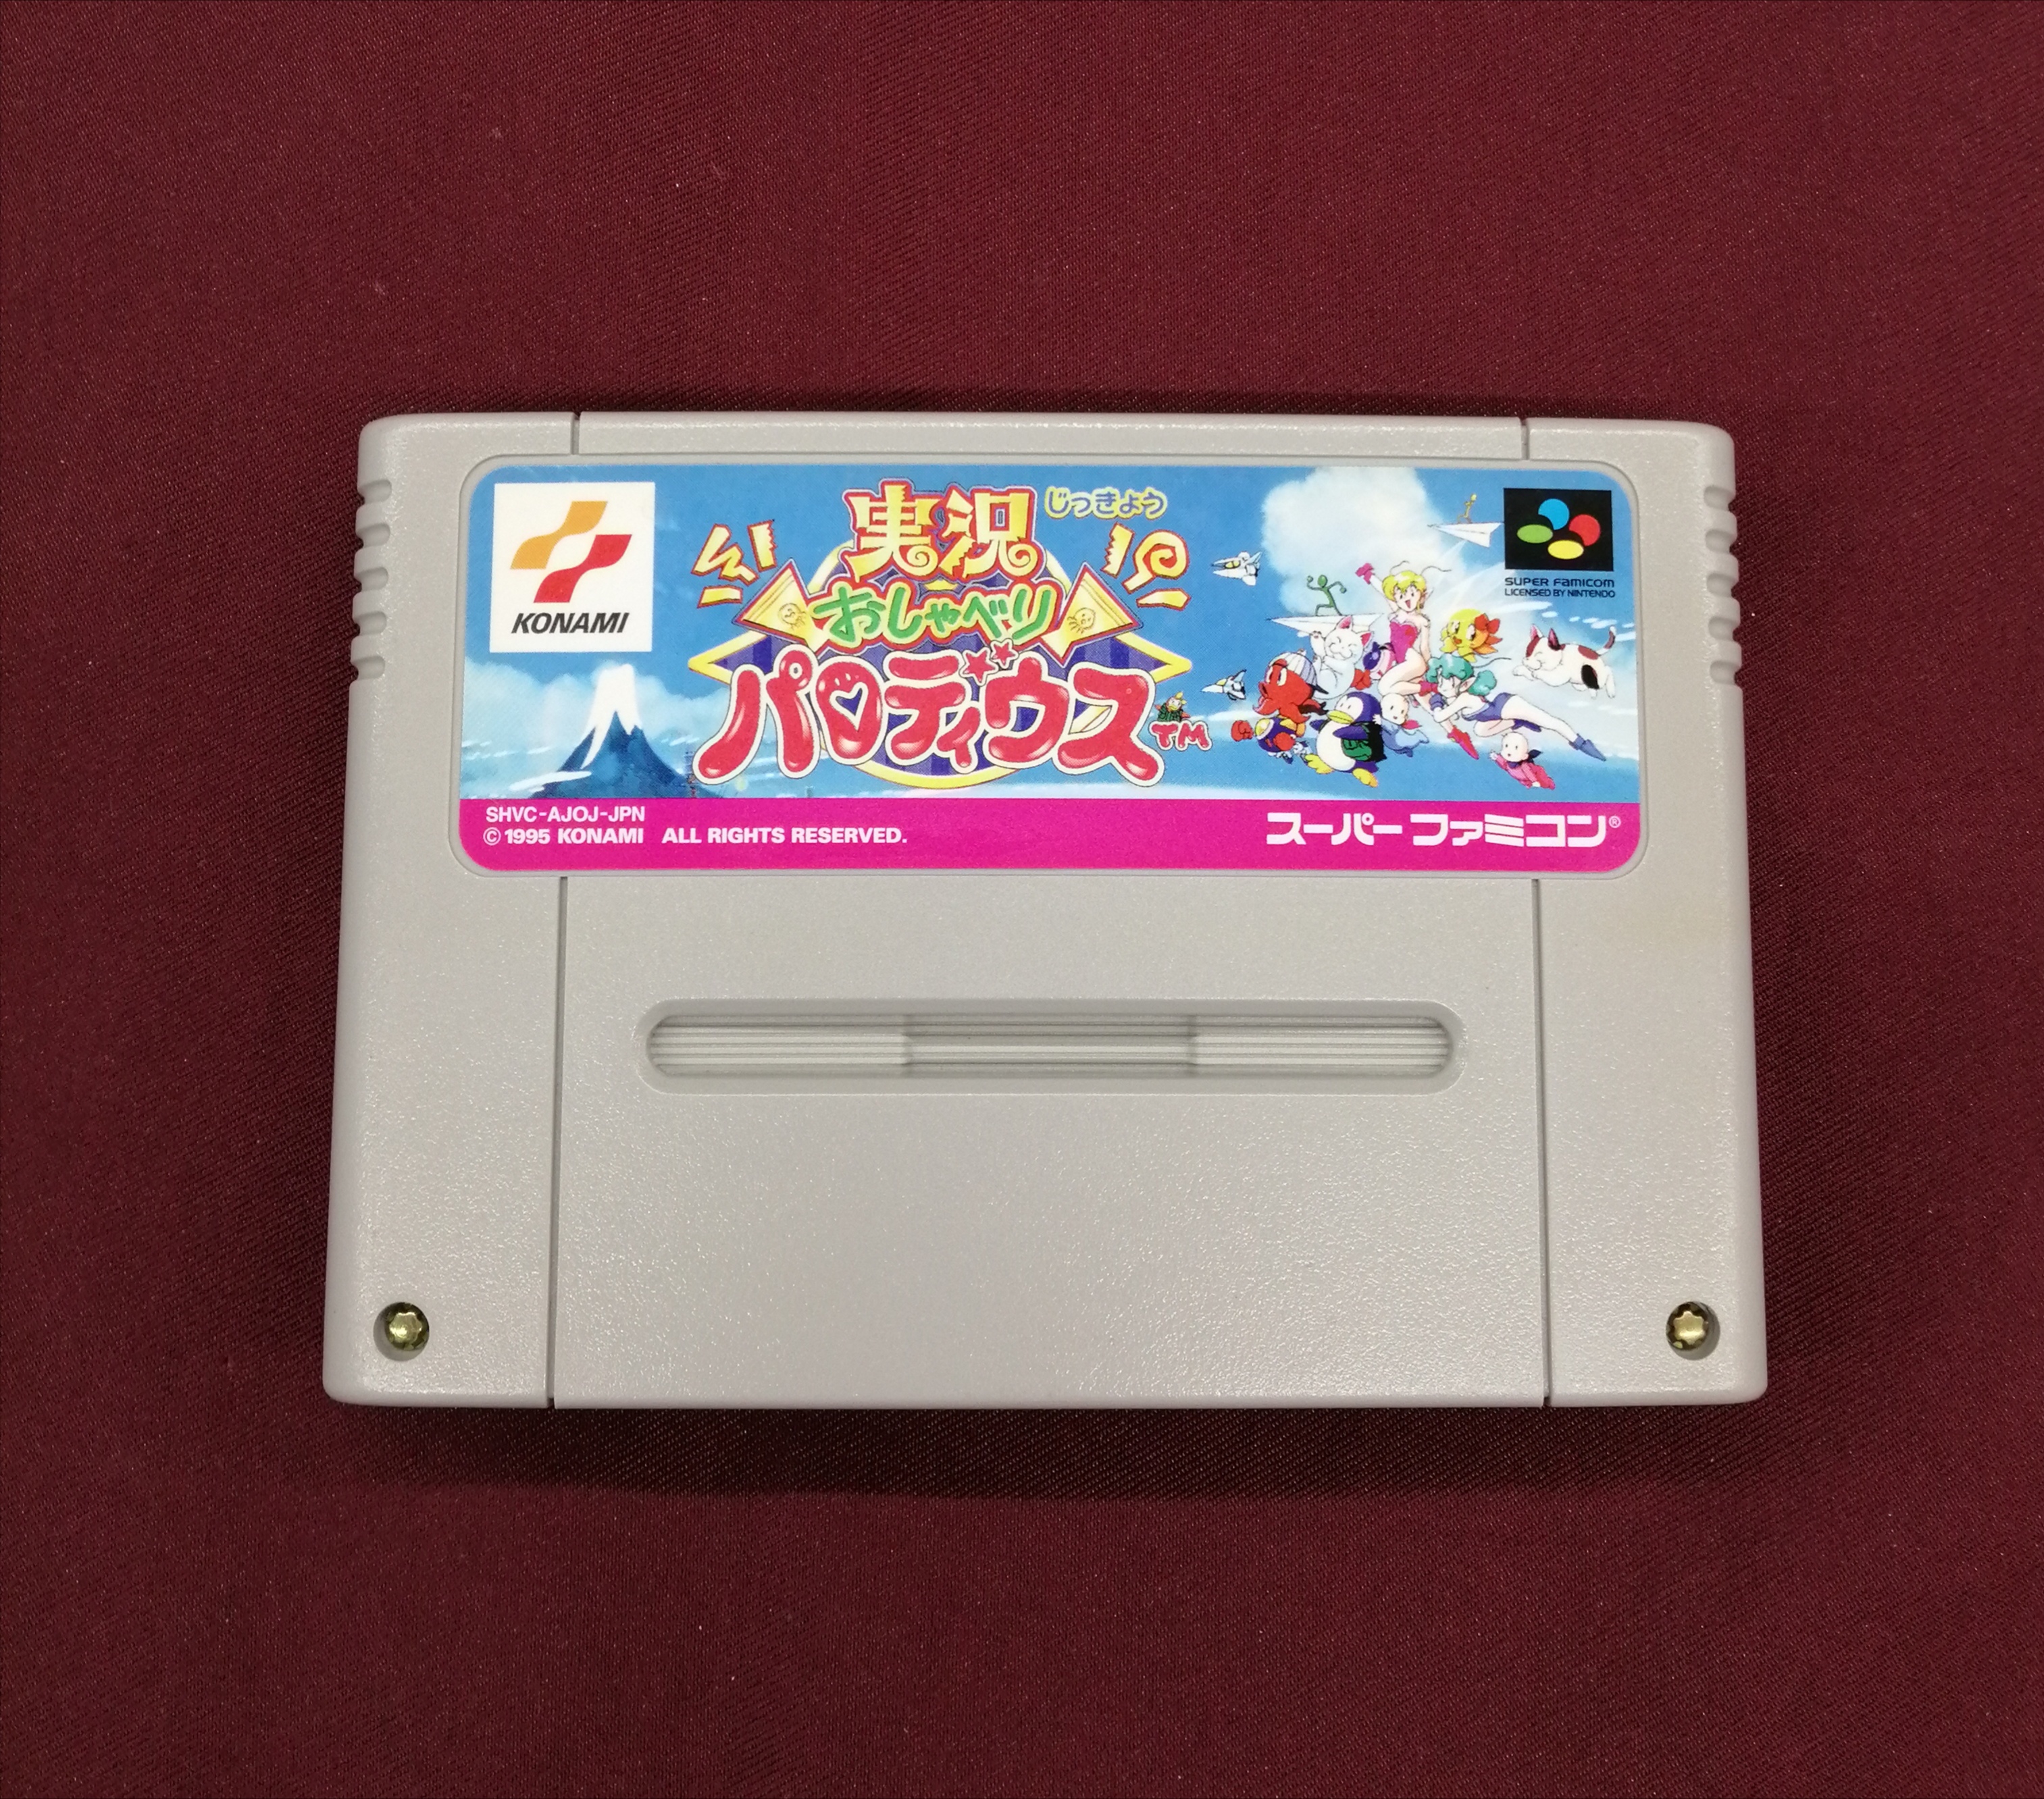 KONAMI
実況 じっきょう
おしゃべり
パロディウス TM
SUPER FAMICOM
LICENSED BY NINTENDO
SHVC-AJOJ-JPN
© 1995 KONAMI ALL RIGHTS RESERVED.
スーパーファミコン®